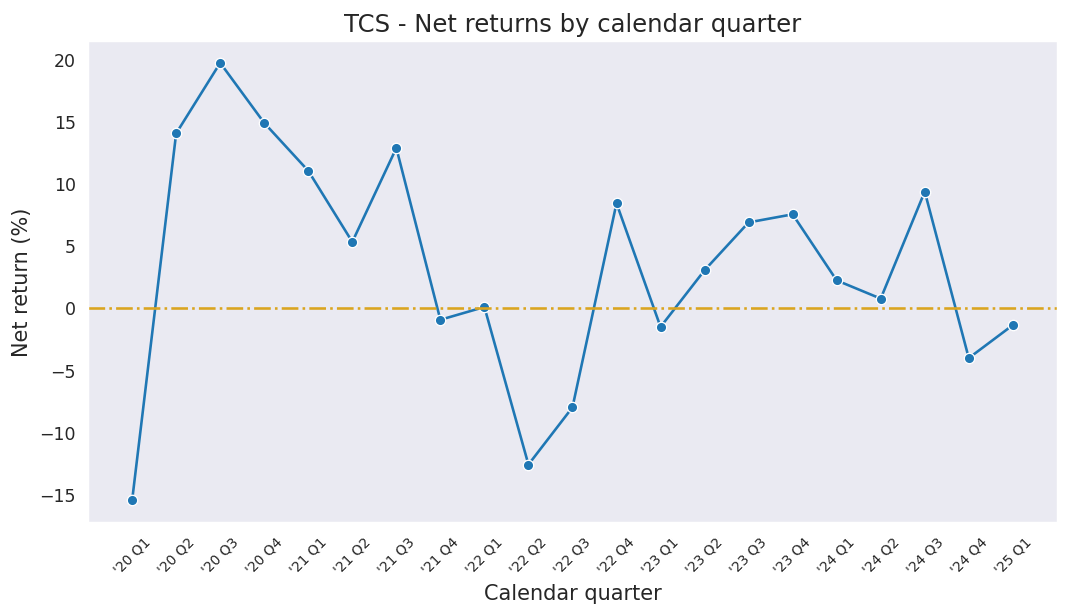 TCS - Net returns by calendar quarter
Net return (%)
20
15
10
5
0
−5
−10
−15
'20 Q1
'20 Q2
'20 Q3
'20 Q4
'21 Q1
'21 Q2
'21 Q3
'21 Q4
'22 Q1
'22 Q2
'22 Q3
'22 Q4
'23 Q1
'23 Q2
'23 Q3
'23 Q4
'24 Q1
'24 Q2
'24 Q3
'24 Q4
'25 Q1
Calendar quarter